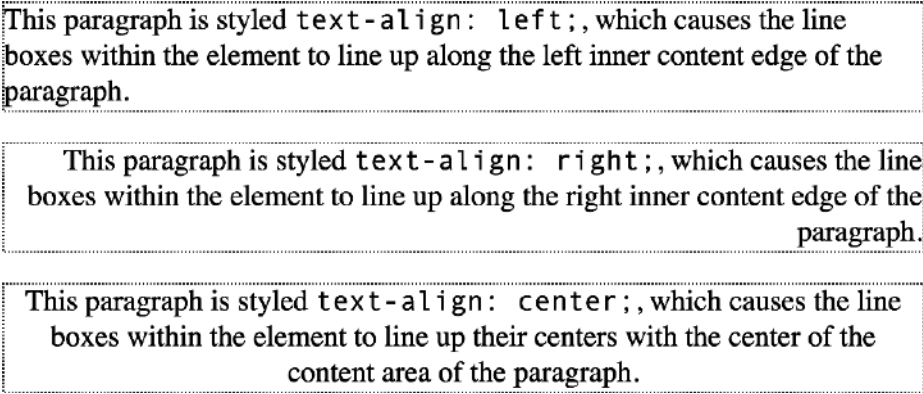 This paragraph is styled text-align: left;, which causes the line
boxes within the element to line up along the left inner content edge of the
paragraph.
This paragraph is styled text-align: right;, which causes the line
boxes within the element to line up along the right inner content edge of the
paragraph.
This paragraph is styled text-align: center;, which causes the line
boxes within the element to line up their centers with the center of the
content area of the paragraph.